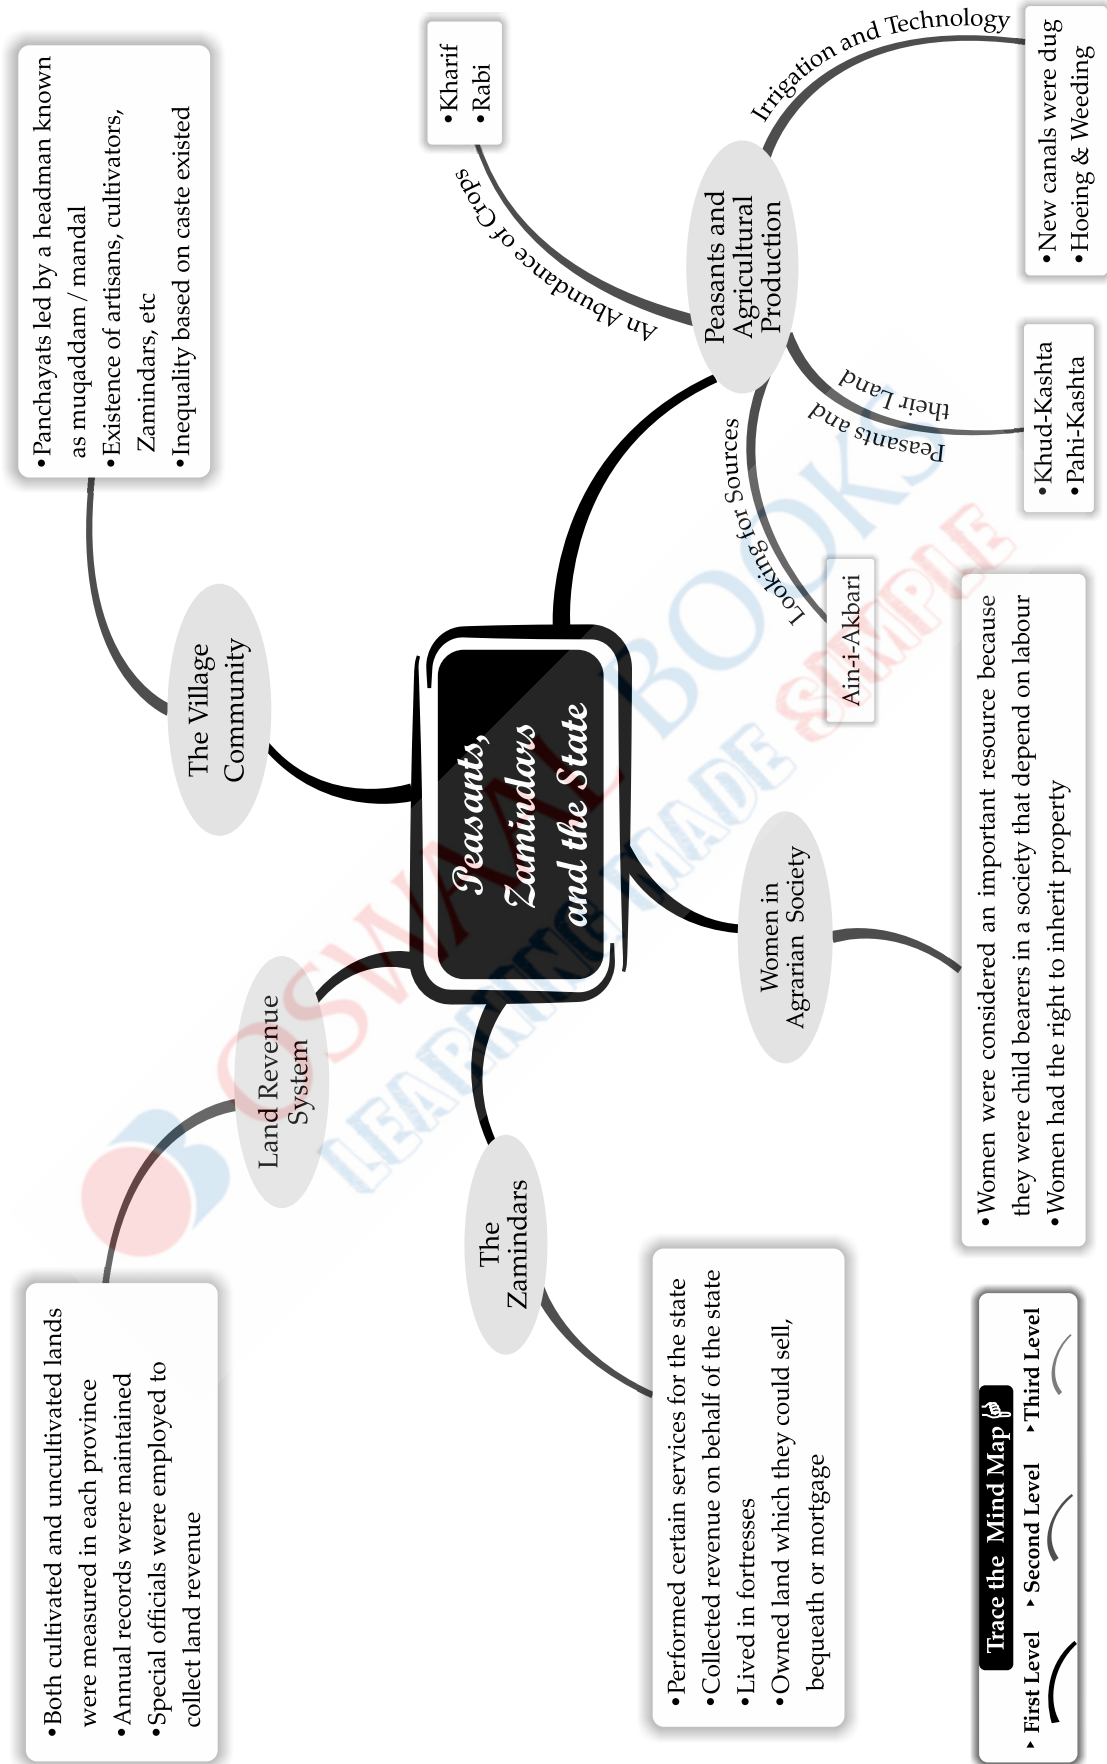 Peasants,
Zamindars
and the State
Land Revenue
System
•Both cultivated and uncultivated lands
were measured in each province
•Annual records were maintained
•Special officials were employed to
collect land revenue
The Village
Community
•Panchayats led by a headman known
as muqaddam / mandal
•Existence of artisans, cultivators,
Zamindars, etc
•Inequality based on caste existed
The
Zamindars
•Performed certain services for the state
•Collected revenue on behalf of the state
•Lived in fortresses
•Owned land which they could sell,
bequeath or mortgage
Women in
Agrarian Society
•Women were considered an important resource because
they were child bearers in a society that depend on labour
•Women had the right to inherit property
Peasants and
Agricultural
Production
An Abundance of Crops
•Kharif
•Rabi
Irrigation and Technology
•New canals were dug
•Hoeing & Weeding
Peasants and
their Land
•Khud-Kashta
•Pahi-Kashta
Looking for Sources
Ain-i-Akbari
Trace the Mind Map
First Level
Second Level
Third Level
OSWAAL BOOKS
LEARNING MADE SIMPLE